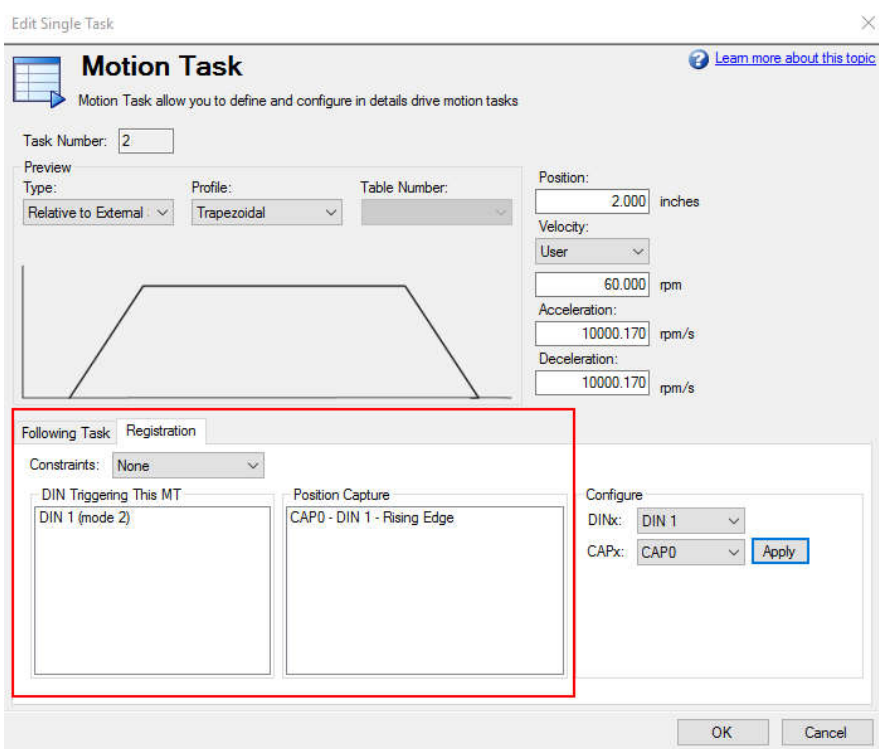 Edit Single Task
Motion Task
Learn more about this topic
Motion Task allow you to define and configure in details drive motion tasks
Task Number: 2
Preview
Type: Profile: Table Number:
Relative to External Trapezoidal
Position:
2.000 inches
Velocity:
User
60.000 rpm
Acceleration:
10000.170 rpm/s
Deceleration:
10000.170 rpm/s
Following Task Registration
Constraints: None
DIN Triggering This MT
DIN 1 (mode 2)
Position Capture
CAP0 - DIN 1 - Rising Edge
Configure
DINx: DIN 1
CAPx: CAP0 Apply
OK Cancel